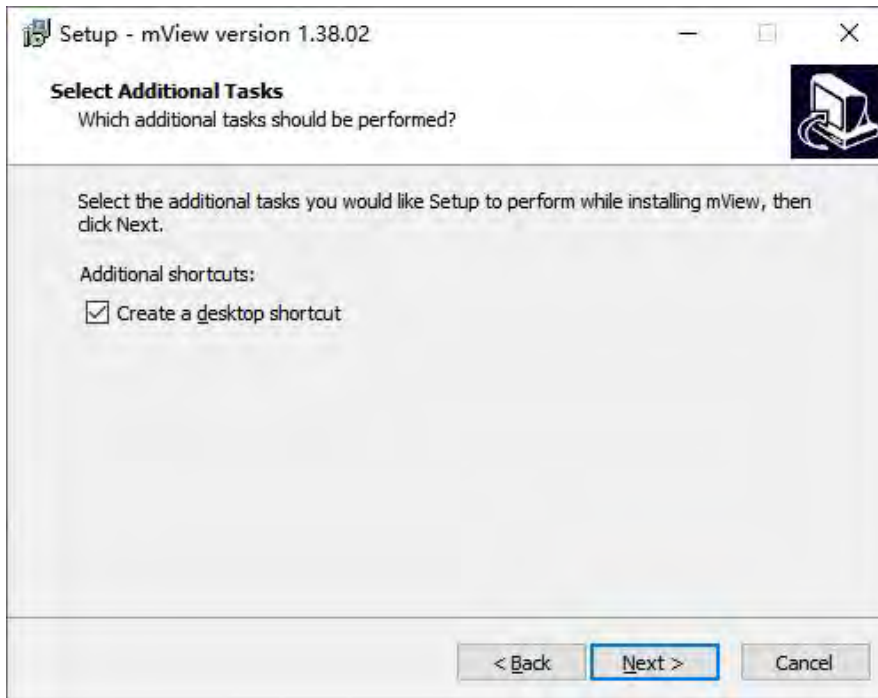 Setup - mView version 1.38.02
Select Additional Tasks
Which additional tasks should be performed?
Select the additional tasks you would like Setup to perform while installing mView, then
click Next.
Additional shortcuts:
Create a desktop shortcut
< Back
Next >
Cancel